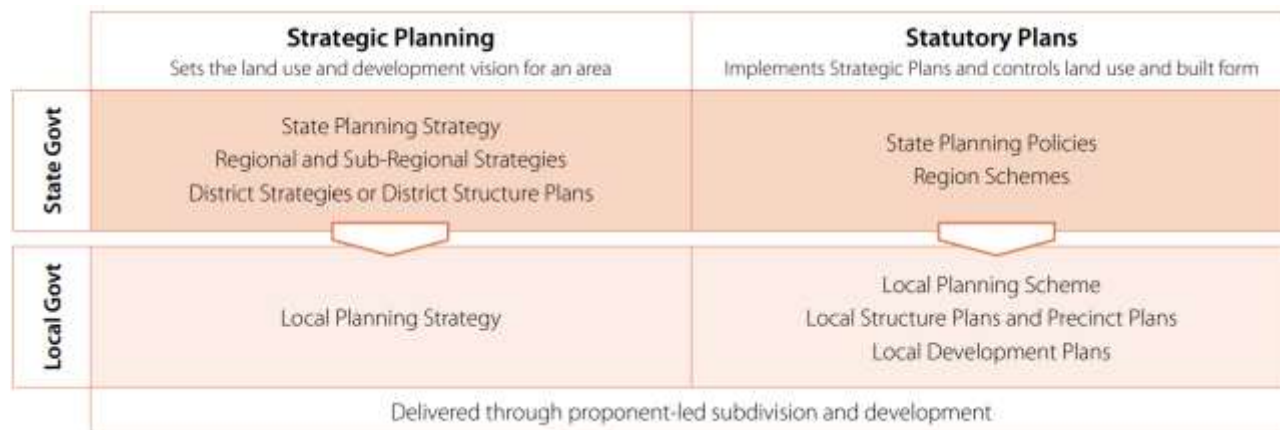 Strategic Planning
Sets the land use and development vision for an area
Statutory Plans
Implements Strategic Plans and controls land use and built form
State Govt
State Planning Strategy
Regional and Sub-Regional Strategies
District Strategies or District Structure Plans
State Planning Policies
Region Schemes
Local Govt
Local Planning Strategy
Local Planning Scheme
Local Structure Plans and Precinct Plans
Local Development Plans
Delivered through proponent-led subdivision and development